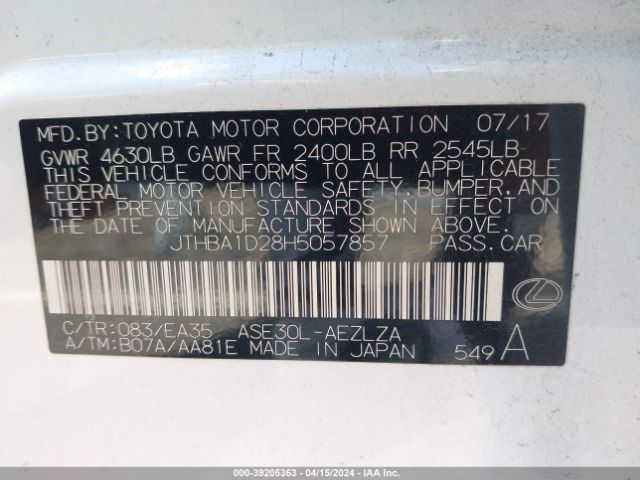 MFD.BY:TOYOTA MOTOR CORPORATION 07/17
GVWR 4630LB GAWR FR 2400LB RR 2545LB
THIS VEHICLE CONFORMS TO ALL APPLICABLE
FEDERAL MOTOR VEHICLE SAFETY,BUMPER,AND
THEFT PREVENTION STANDARDS IN EFFECT ON
THE DATE OF MANUFACTURE SHOWN ABOVE.
JTHBA1D28H5057857 PASS.CAR
C/TR:083/EA35 ASE30L-AEZLZA
A/TM:B07A/AA81E MADE IN JAPAN 549 A
000-39205363 - 04/15/2024 - IAA Inc.